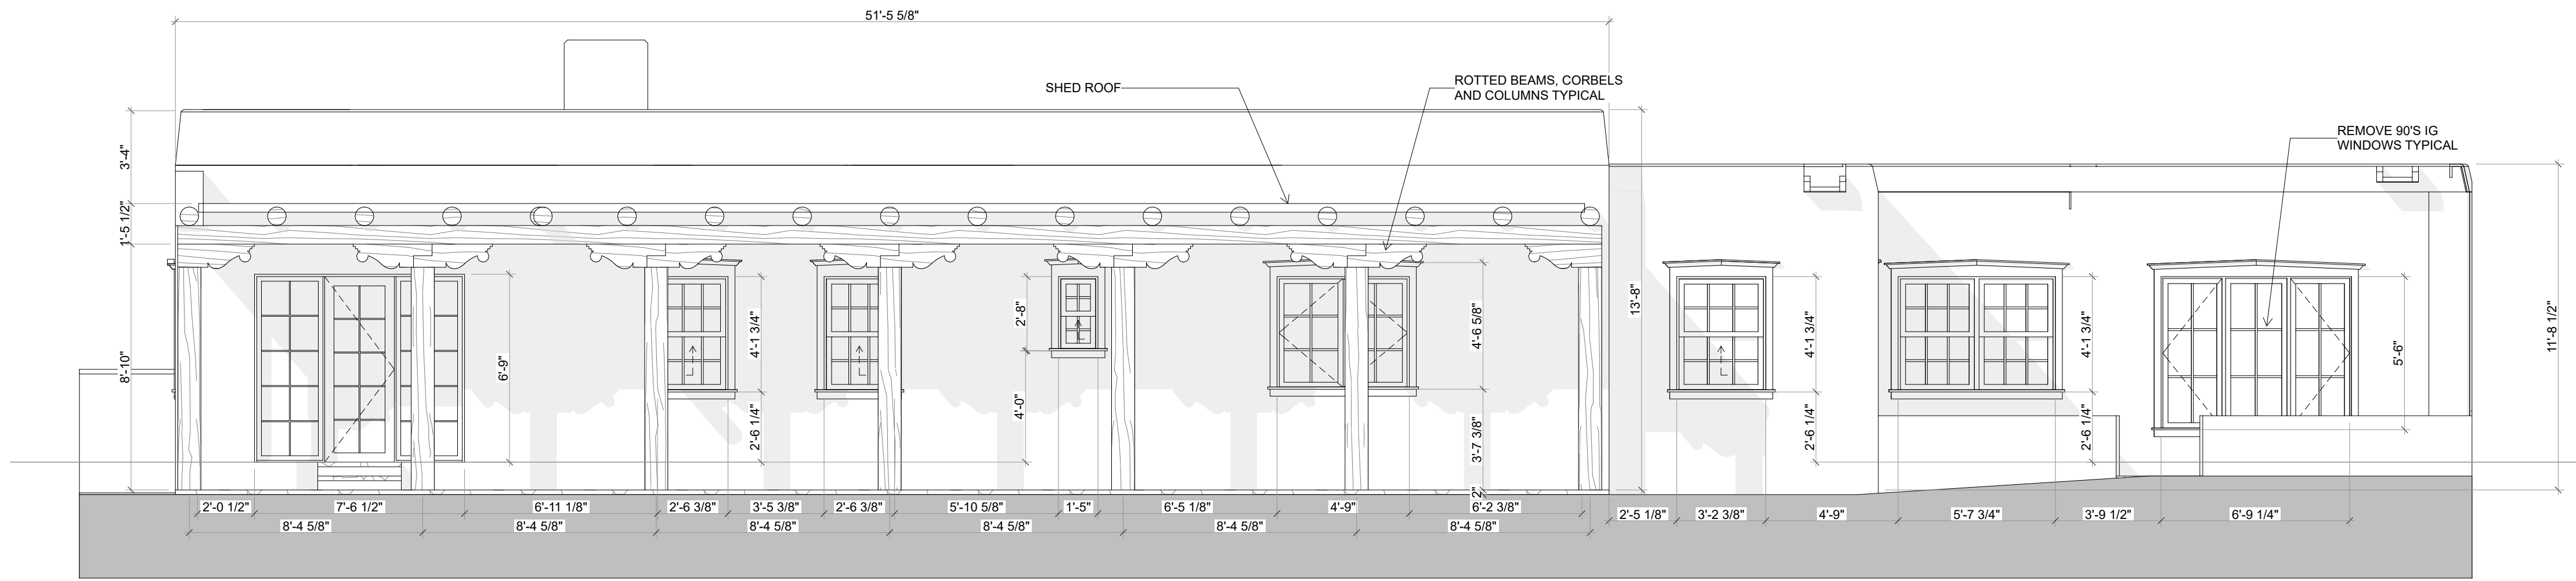 51'-5 5/8"
SHED ROOF
ROTTED BEAMS, CORBELS
AND COLUMNS TYPICAL
REMOVE 90'S IG
WINDOWS TYPICAL
3'-4"
1'-5 1/2"
8'-10"
6'-9"
4'-1 3/4"
2'-6 1/4"
2'-8"
4'-0"
4'-6 5/8"
3'-7 3/8"
2"
13'-8"
4'-1 3/4"
2'-6 1/4"
4'-1 3/4"
2'-6 1/4"
5'-6"
11'-8 1/2"
2'-0 1/2" 7'-6 1/2" 6'-11 1/8" 2'-6 3/8" 3'-5 3/8" 2'-6 3/8" 5'-10 5/8" 1'-5" 6'-5 1/8" 4'-9" 6'-2 3/8"
2'-5 1/8" 3'-2 3/8" 4'-9" 5'-7 3/4" 3'-9 1/2" 6'-9 1/4"
8'-4 5/8" 8'-4 5/8" 8'-4 5/8" 8'-4 5/8" 8'-4 5/8" 8'-4 5/8"